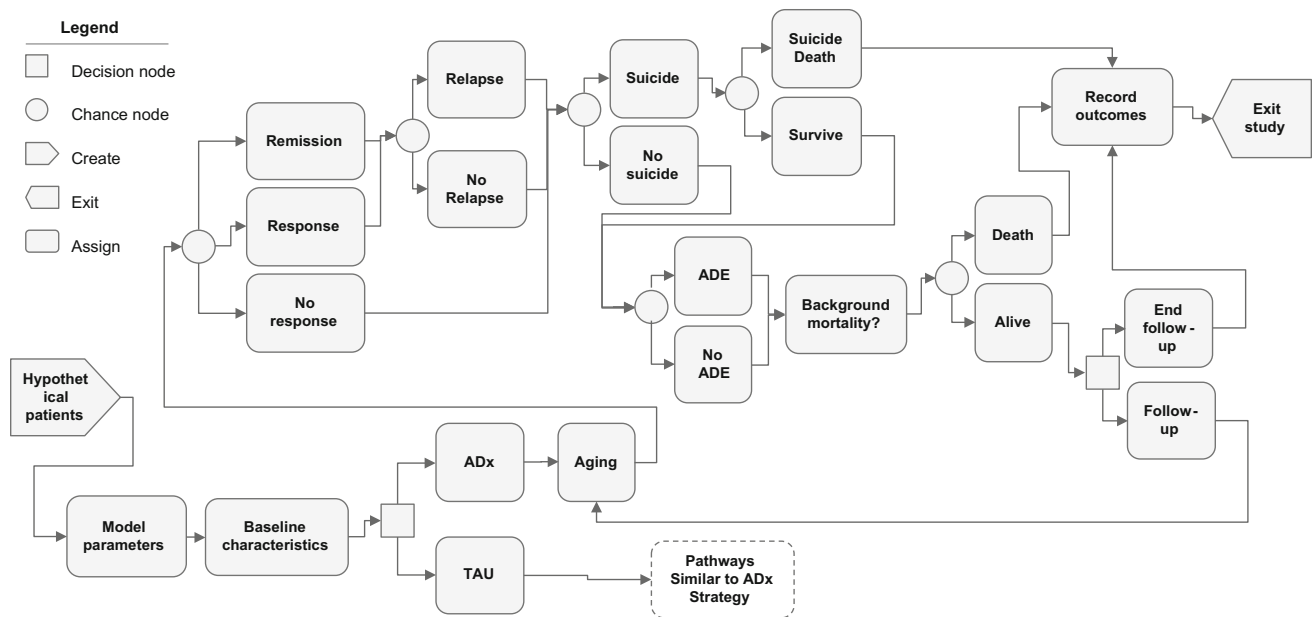 Legend
Decision node
Chance node
Create
Exit
Assign
Remission
Response
No
response
Relapse
No
Relapse
Suicide
No
suicide
Suicide
Death
Survive
Record
outcomes
Exit
study
ADE
No
ADE
Background
mortality?
Death
Alive
End
follow-
up
Follow-
up
Hypothet
ical
patients
Model
parameters
Baseline
characteristics
ADx
Aging
TAU
Pathways
Similar to ADx
Strategy